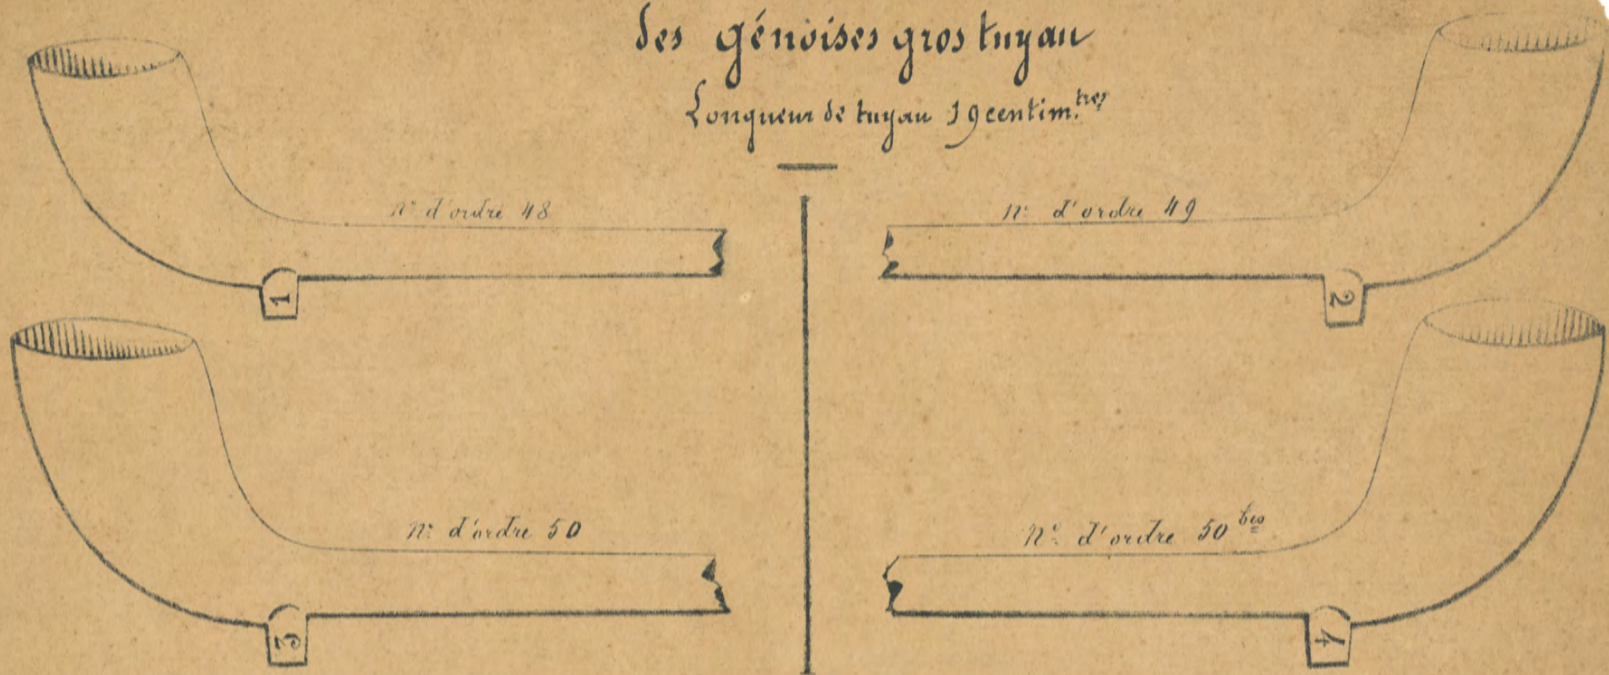 des génoises gros tuyau
Longueur de tuyau 19 centim.tres
N° d'ordre 48
N° d'ordre 49
1
2
N° d'ordre 50
N° d'ordre 50 bis
3
4